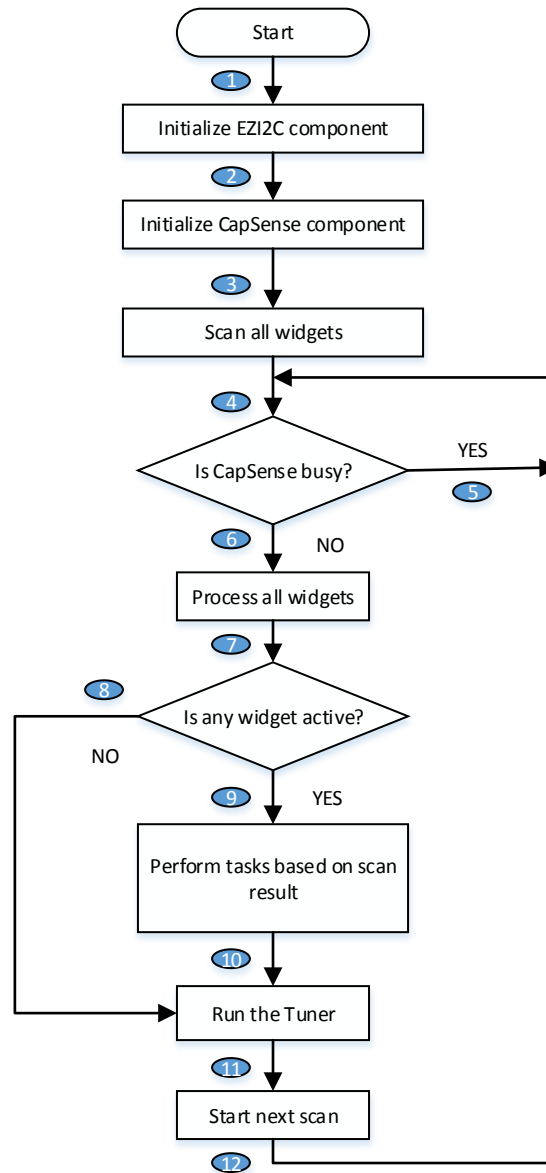 Start
1
Initialize EZI2C component
2
Initialize CapSense component
3
Scan all widgets
4
Is CapSense busy?
YES
5
6
NO
Process all widgets
7
8
Is any widget active?
NO
9
YES
Perform tasks based on scan
result
10
Run the Tuner
11
Start next scan
12